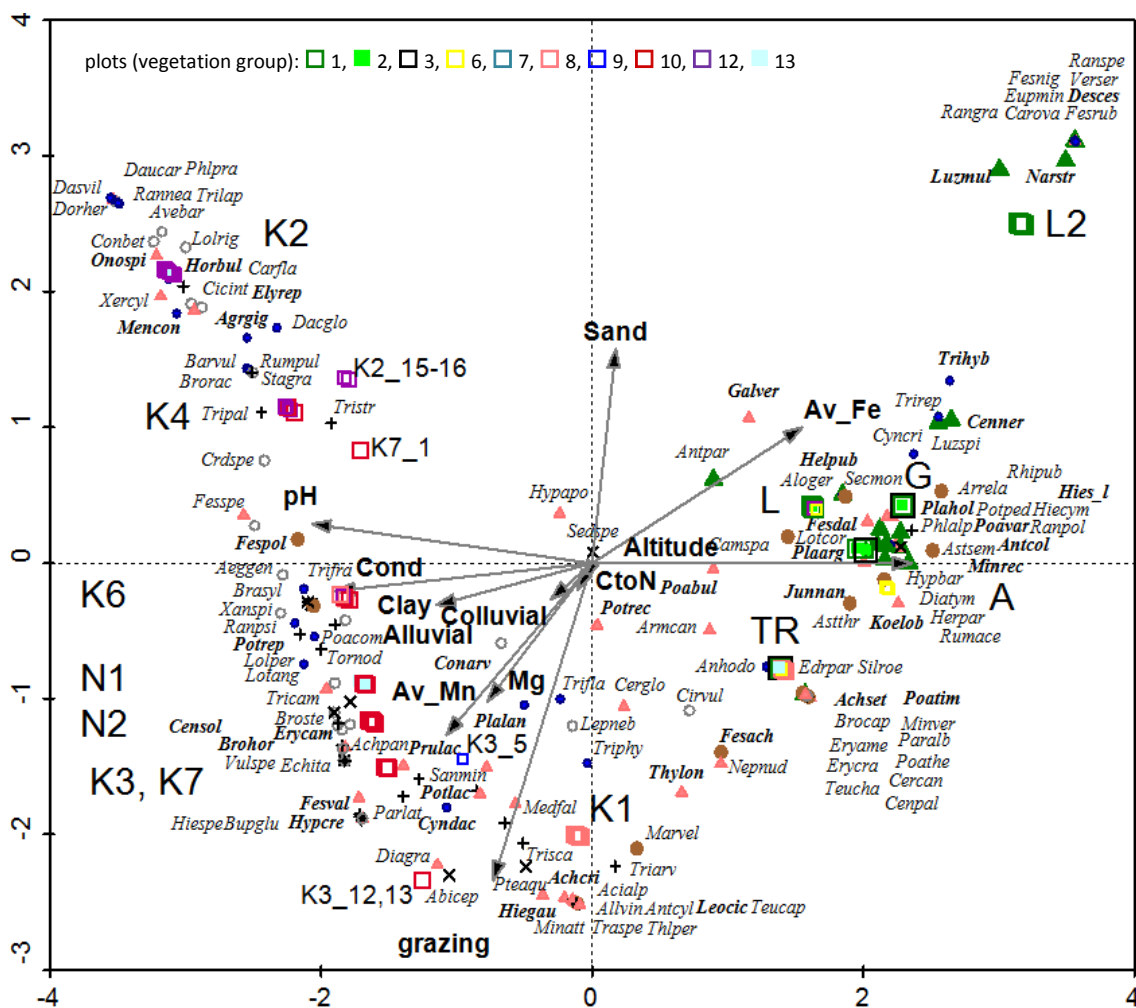 4
plots (vegetation group): 1, 2, 3, 6, 7, 8, 9, 10, 12, 13
Ranspe
Fesnig Verser
Eupmin Desces
Rangra Carova Fesrub
3
Luzmul Narstr
L2
Daucar Phlpra
Dasvil Rannea Trilap
Dorher Avebar
Conbet Lolrig K2
Onospi Horbul Carfla
2
Cicint Elyrep
Xercyl
Mencon Agrgig Dacglo
Sand
Barvul Rumpul K2_15-16
Brorac Stagra
Trihyb
Galver
Trirep Cenner
K4 Tripal Tristr
Av_Fe
1
Cyncri Luzspi
K7_1
Crdspe
Antpar Helpub
Aloger Secmon G Rhipub
Arrela Hies_l
pH
Fesspe Hypapo
L Plahol Potped Hiecym
Fesdal Phlalp Poavar Ranpol
Fespol Sedspe
Lotcor
Altitude Camspa Plaarg Astsem Antcol
0
Minrec
Aeggen Trifra Cond
CtoN Poabul
Hypbar
K6 Brasyl
Clay Colluvial
Junnan Diatym A
Xanspi
Potrec Astthr Koelob Herpar
Ranpsi Poacom Alluvial
Armcan Rumace
Potrep Tornod
TR
Lolper Conarv
Lotang
Anhodo Edrpar Silroe
N1
-1
Tricam Av_Mn Mg
Trifla Cerglo Cirvul
Achset Poatim
Broste Plalan
Lepneb
Brocap Minver
N2 Censol Erycam
Prulac K3_5
Fesach Eryame Paralb
Brohor Achpan
Triphy
Nepnud Erycra Poathe
Vulspe Echita Sanmin
Thylon Teucha Cercan
K3, K7
Potlac
Cenpal
Fesval Parlat Medfal
HiespeBupglu Hypcre Cyndac
K1
-2
Marvel
Diagra Trisca
Triarv
K3_12,13 Abicep Pteaqu Achcri Acialp
Hiegau Allvin Antcyl Leocic Teucap
Minatt Traspe Thlper
grazing
-3
-4 -2 0 2 4